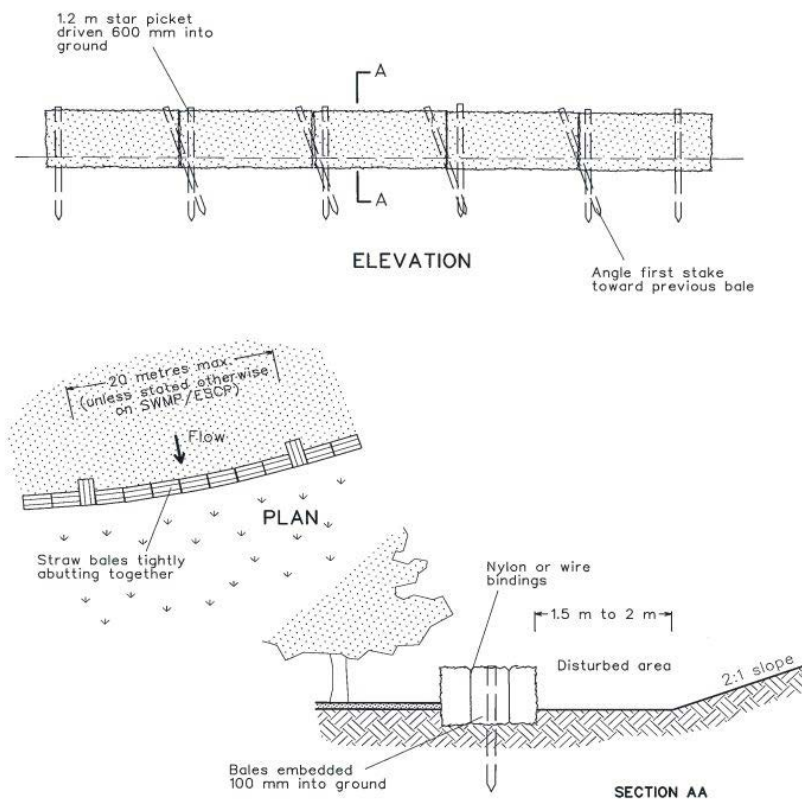 1.2 m star picket
driven 600 mm into
ground
A
A
ELEVATION
Angle first stake
toward previous bale
20 metres max.
(unless stated otherwise
on SWMP/ESCP)
Flow
PLAN
Straw bales tightly
abutting together
Nylon or wire
bindings
1.5 m to 2 m
Disturbed area
2:1 slope
Bales embedded
100 mm into ground
SECTION AA